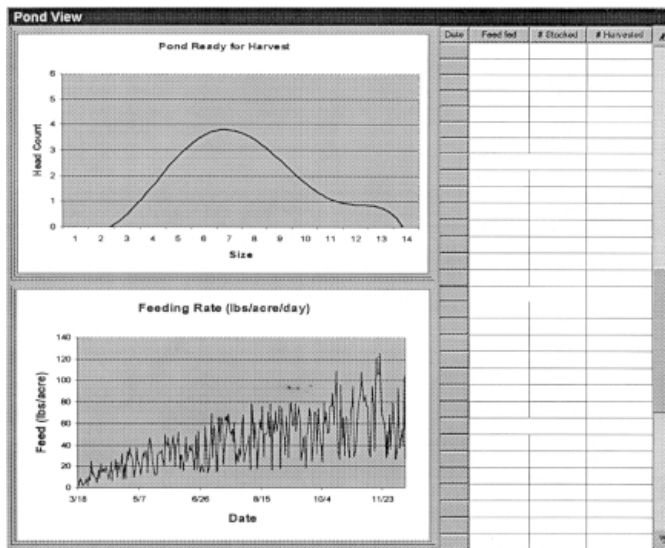 Pond View
Pond Ready for Harvest
6
5
4
3
2
1
0
Head Count
1 2 3 4 5 6 7 8 9 10 11 12 13 14
Size
Feeding Rate (lbs/acre/day)
140
120
100
80
60
40
20
0
Feed (lbs/acre)
3/18 5/7 6/26 8/15 10/4 11/23
Date
Date Feed fed # Stocked # Harvested